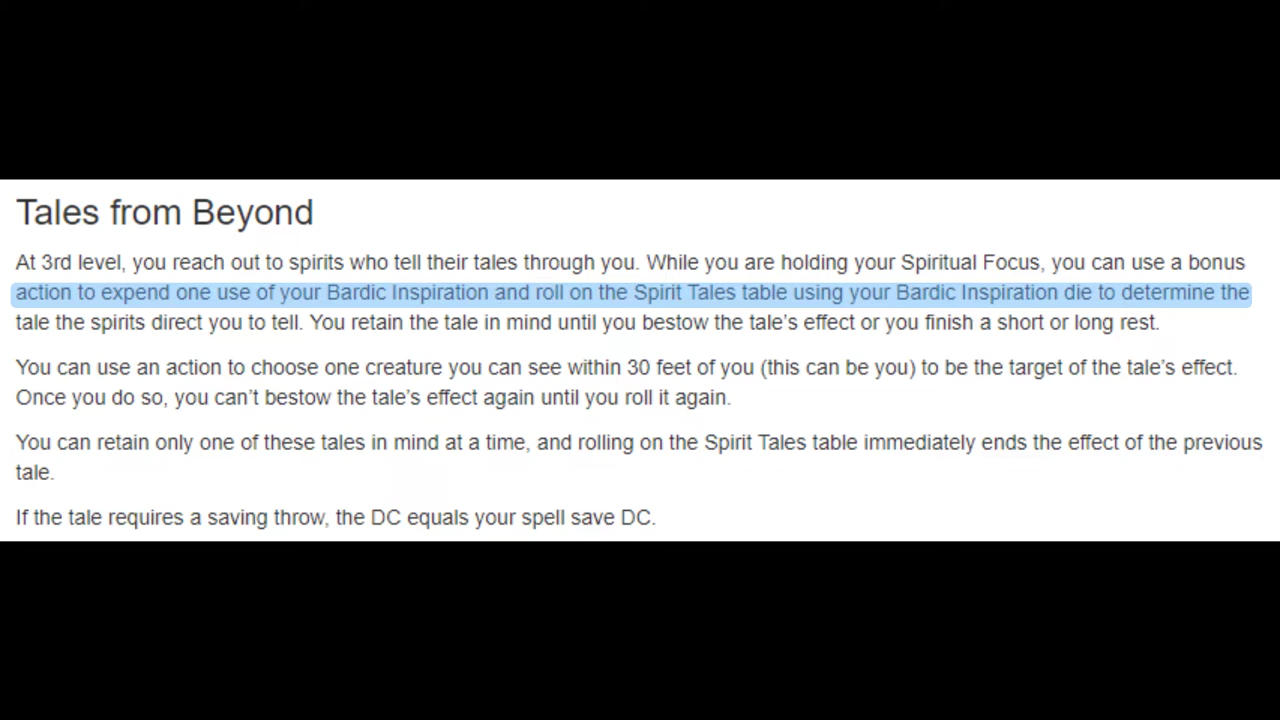 Tales from Beyond
At 3rd level, you reach out to spirits who tell their tales through you. While you are holding your Spiritual Focus, you can use a bonus
action to expend one use of your Bardic Inspiration and roll on the Spirit Tales table using your Bardic Inspiration die to determine the
tale the spirits direct you to tell. You retain the tale in mind until you bestow the tale’s effect or you finish a short or long rest.
You can use an action to choose one creature you can see within 30 feet of you (this can be you) to be the target of the tale’s effect.
Once you do so, you can’t bestow the tale’s effect again until you roll it again.
You can retain only one of these tales in mind at a time, and rolling on the Spirit Tales table immediately ends the effect of the previous
tale.
If the tale requires a saving throw, the DC equals your spell save DC.